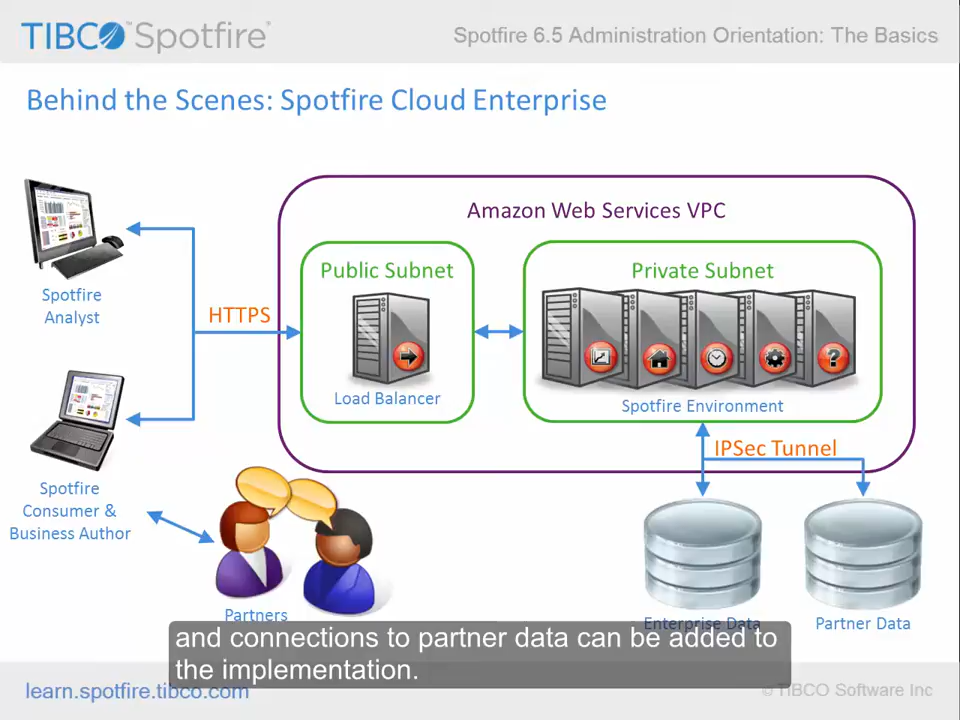 TIBCO™ Spotfire®
Spotfire 6.5 Administration Orientation: The Basics
Behind the Scenes: Spotfire Cloud Enterprise
Amazon Web Services VPC
Public Subnet
Private Subnet
Spotfire
Analyst
HTTPS
Load Balancer
Spotfire Environment
IPSec Tunnel
Spotfire
Consumer &
Business Author
?
Partners
Enterprise Data
Partner Data
and connections to partner data can be added to
the implementation.
learn.spotfire.tibco.com
© TIBCO Software Inc